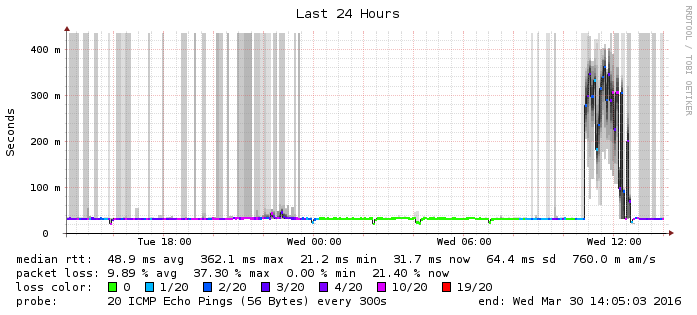 Last 24 Hours
RRDTOOL / TOBI OETIKER
400 m
300 m
200 m
100 m
0
Seconds
Tue 18:00 Wed 00:00 Wed 06:00 Wed 12:00
median rtt: 48.9 ms avg 362.1 ms max 21.2 ms min 31.7 ms now 64.4 ms sd 760.0 m am/s
packet loss: 9.89 % avg 37.30 % max 0.00 % min 21.40 % now
loss color: 0 1/20 2/20 3/20 4/20 10/20 19/20
probe: 20 ICMP Echo Pings (56 Bytes) every 300s end: Wed Mar 30 14:05:03 2016